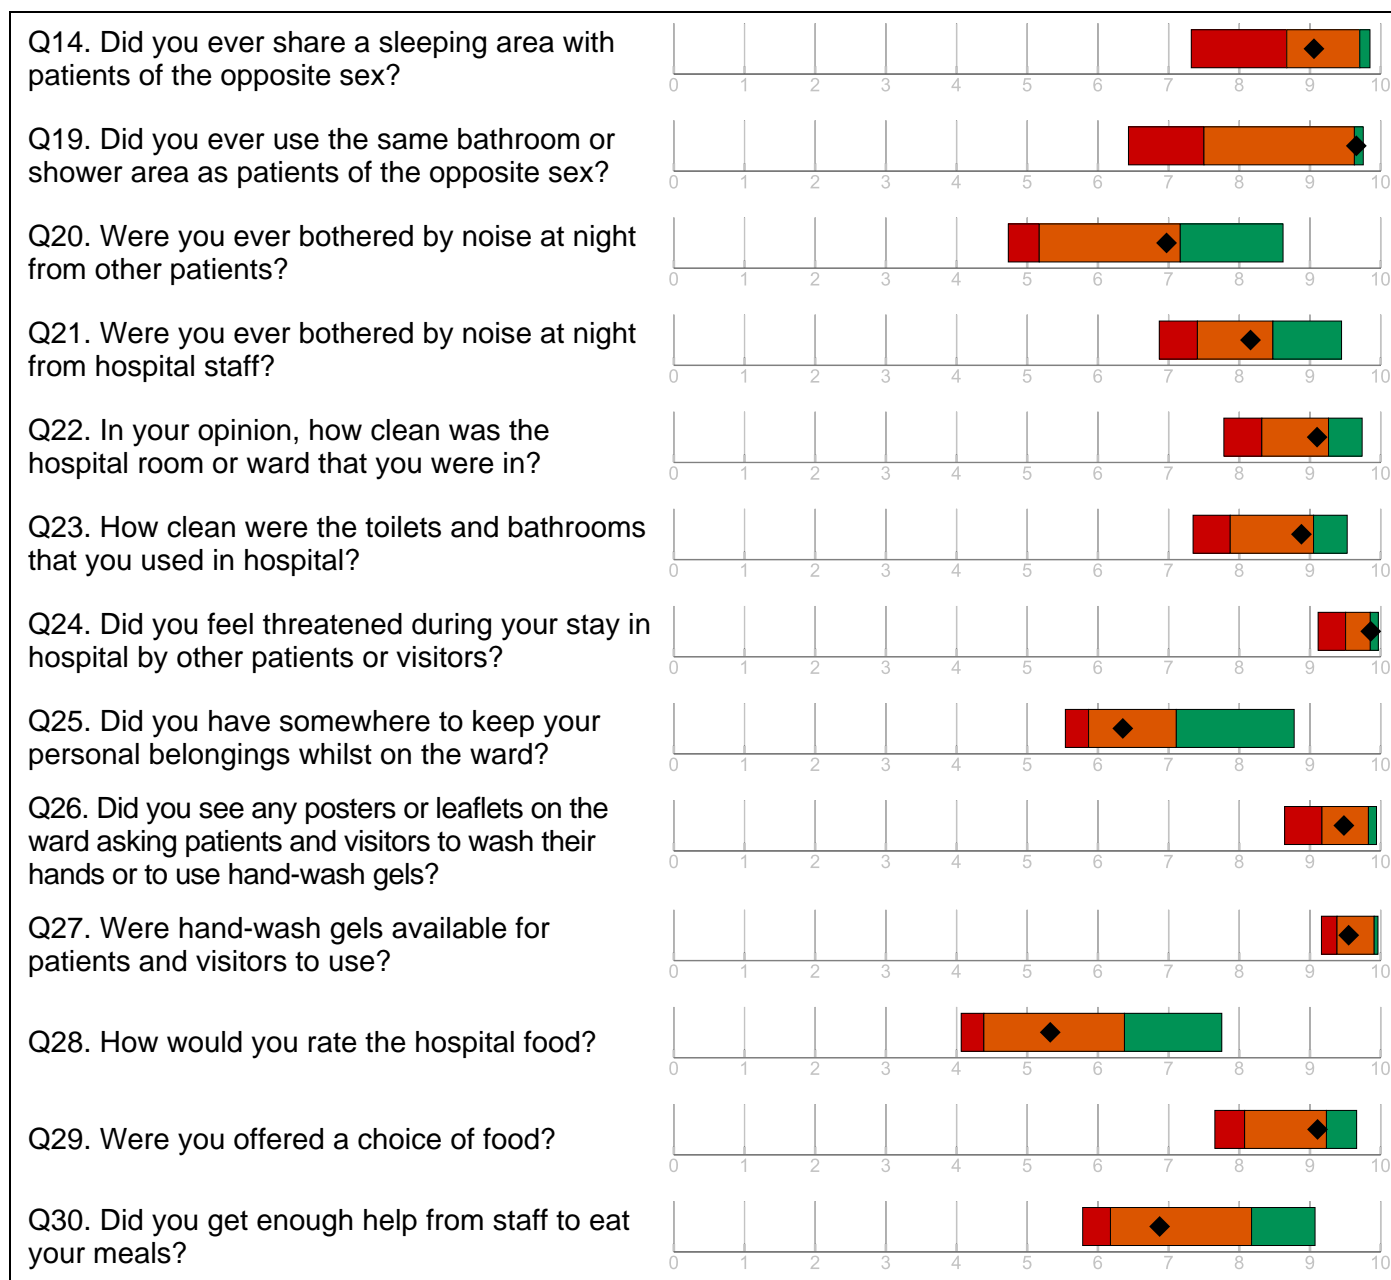 Q14. Did you ever share a sleeping area with
patients of the opposite sex?
0 1 2 3 4 5 6 7 8 9 10
Q19. Did you ever use the same bathroom or
shower area as patients of the opposite sex?
0 1 2 3 4 5 6 7 8 9 10
Q20. Were you ever bothered by noise at night
from other patients?
0 1 2 3 4 5 6 7 8 9 10
Q21. Were you ever bothered by noise at night
from hospital staff?
0 1 2 3 4 5 6 7 8 9 10
Q22. In your opinion, how clean was the
hospital room or ward that you were in?
0 1 2 3 4 5 6 7 8 9 10
Q23. How clean were the toilets and bathrooms
that you used in hospital?
0 1 2 3 4 5 6 7 8 9 10
Q24. Did you feel threatened during your stay in
hospital by other patients or visitors?
0 1 2 3 4 5 6 7 8 9 10
Q25. Did you have somewhere to keep your
personal belongings whilst on the ward?
0 1 2 3 4 5 6 7 8 9 10
Q26. Did you see any posters or leaflets on the
ward asking patients and visitors to wash their
hands or to use hand-wash gels?
0 1 2 3 4 5 6 7 8 9 10
Q27. Were hand-wash gels available for
patients and visitors to use?
0 1 2 3 4 5 6 7 8 9 10
Q28. How would you rate the hospital food?
0 1 2 3 4 5 6 7 8 9 10
Q29. Were you offered a choice of food?
0 1 2 3 4 5 6 7 8 9 10
Q30. Did you get enough help from staff to eat
your meals?
0 1 2 3 4 5 6 7 8 9 10